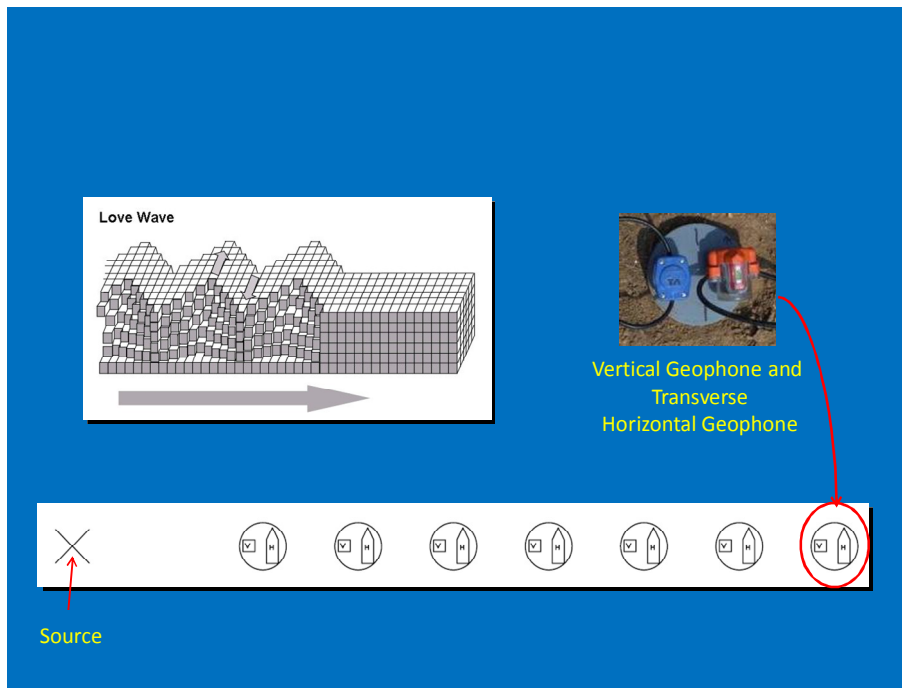 Love Wave
Vertical Geophone and
Transverse
Horizontal Geophone
V H V H V H V H V H V H V H
Source